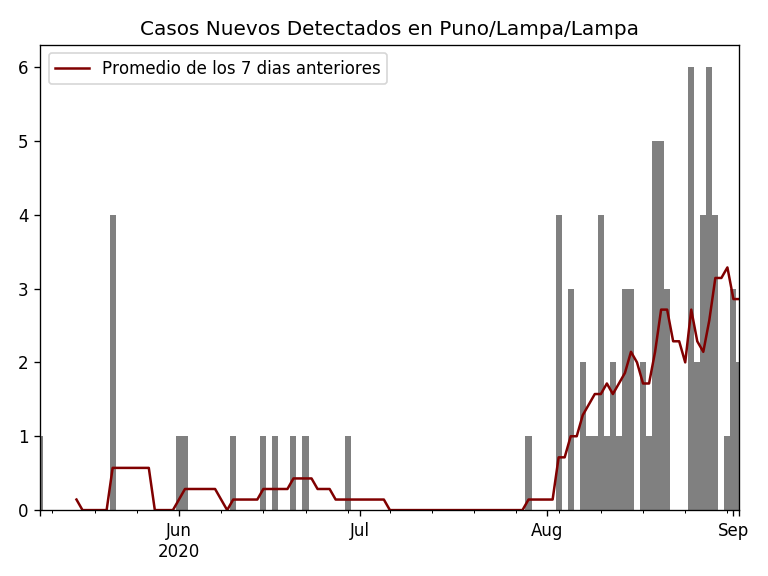 Casos Nuevos Detectados en Puno/Lampa/Lampa
Promedio de los 7 dias anteriores
6
5
4
3
2
1
0
Jun Jul Aug Sep
2020